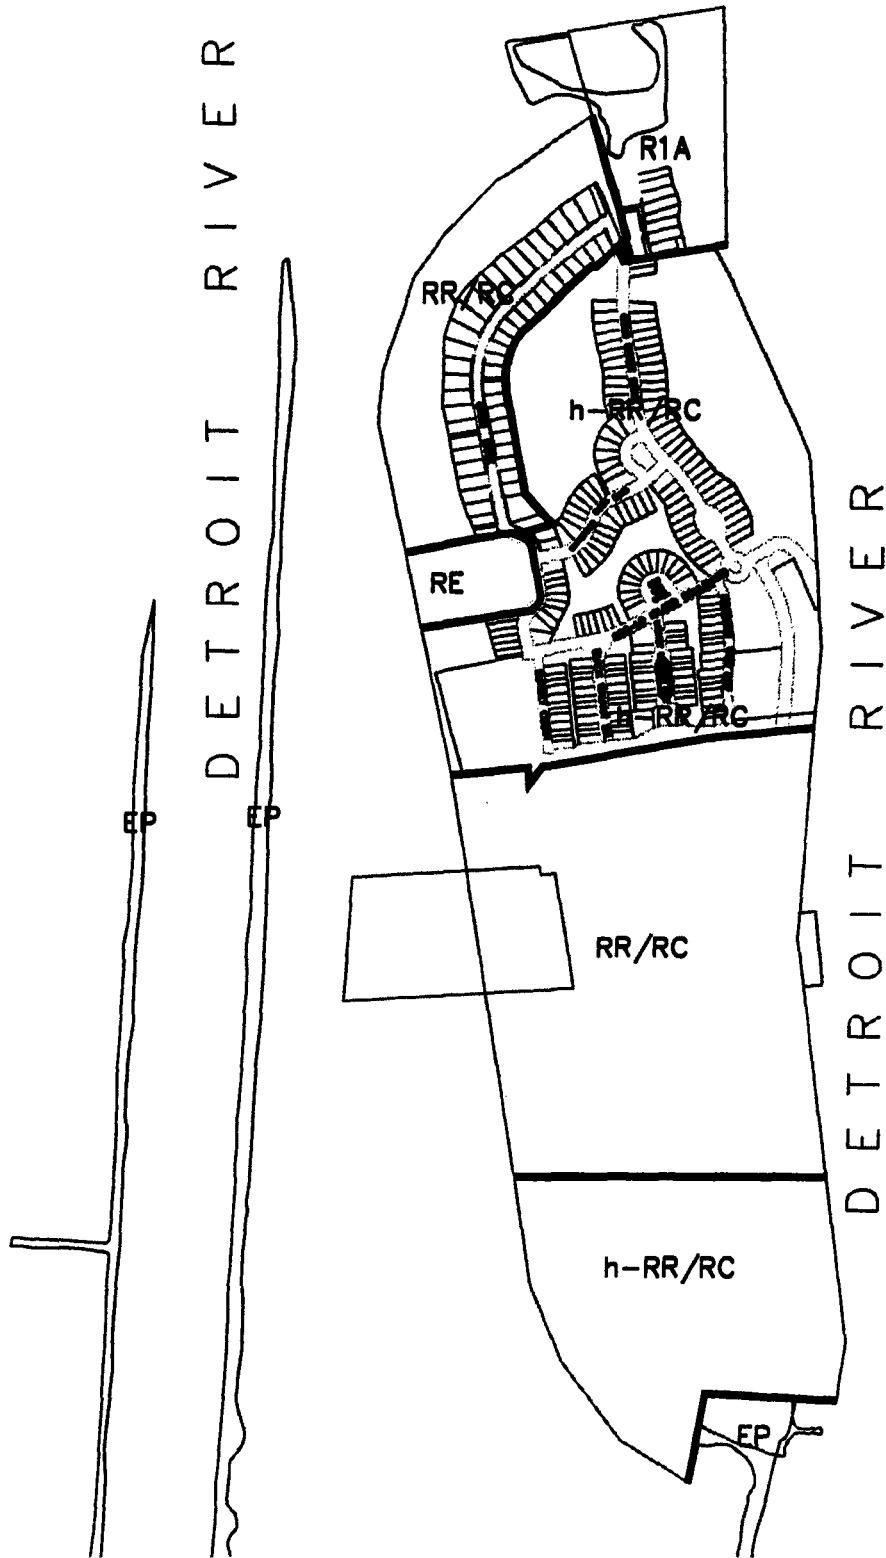 DETROIT RIVER
R1A
RR/RC
h-RR/RC
RE
h-RR/RC
DETROIT RIVER
EP
EP
RR/RC
h-RR/RC
EP